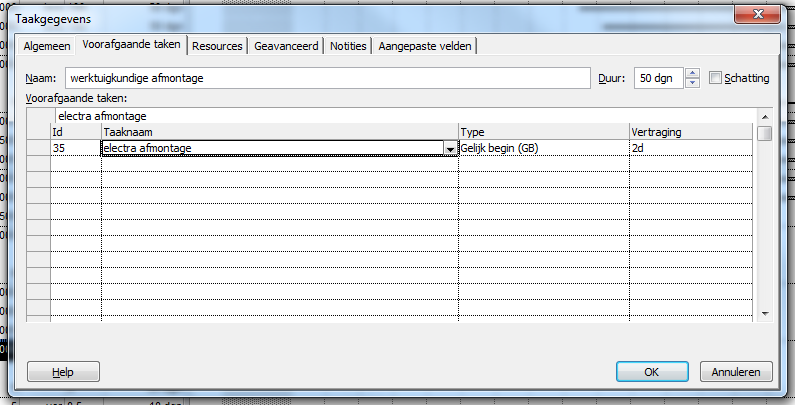 Taakgegevens
Algemeen Voorafgaande taken Resources Geavanceerd Notities Aangepaste velden
Naam: werktuigkundige afmontage Duur: 50 dgn Schatting
Voorafgaande taken:
electra afmontage
Id Taaknaam Type Vertraging
35 electra afmontage Gelijk begin (GB) 2d
Help OK Annuleren